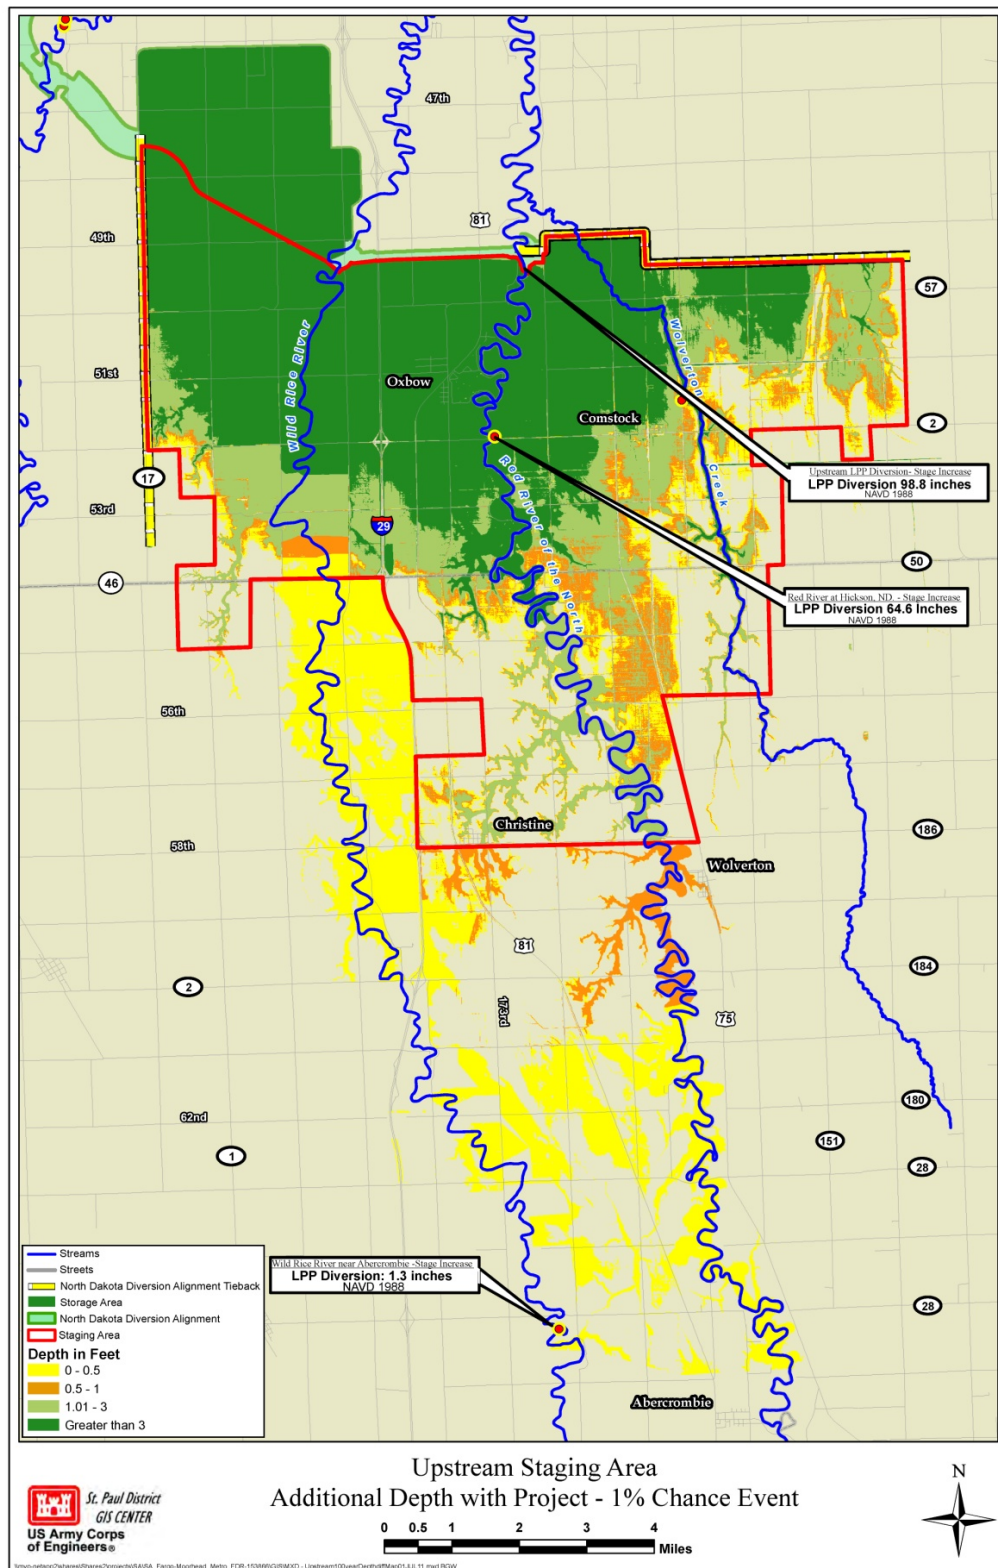 47th
81
49th
57
Wild Rice River
Wolverton
Creek
51st
Oxbow
Comstock
2
Upstream LPP Diversion- Stage Increase
LPP Diversion 98.8 inches
NAVD 1988
17
Red River of the North
53rd
29
50
46
Red River at Hickson, ND. - Stage Increase
LPP Diversion 64.6 Inches
NAVD 1988
56th
Christine
186
58th
Wolverton
81
184
2
173rd
75
180
62nd
151
1
28
Wild Rice River near Abercrombie -Stage Increase
LPP Diversion: 1.3 inches
NAVD 1988
28
Abercrombie
Streams
Streets
North Dakota Diversion Alignment Tieback
Storage Area
North Dakota Diversion Alignment
Staging Area
Depth in Feet
0 - 0.5
0.5 - 1
1.01 - 3
Greater than 3
Upstream Staging Area
Additional Depth with Project - 1% Chance Event
0 0.5 1 2 3 4
Miles
N
St. Paul District
GIS CENTER
US Army Corps
of Engineers®